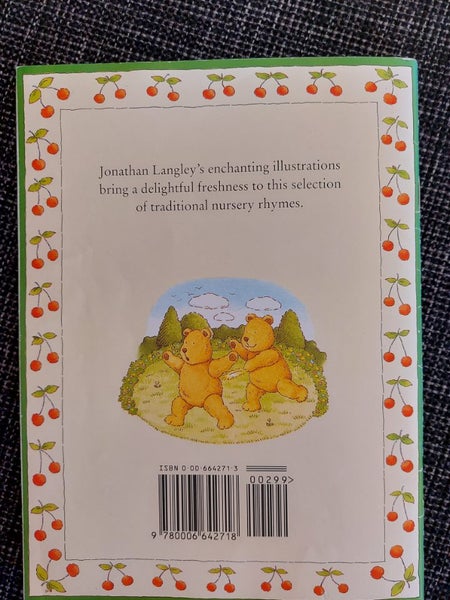 Jonathan Langley's enchanting illustrations
bring a delightful freshness to this selection
of traditional nursery rhymes.
ISBN 0-00-664271-3
00299>
9 780006 642718